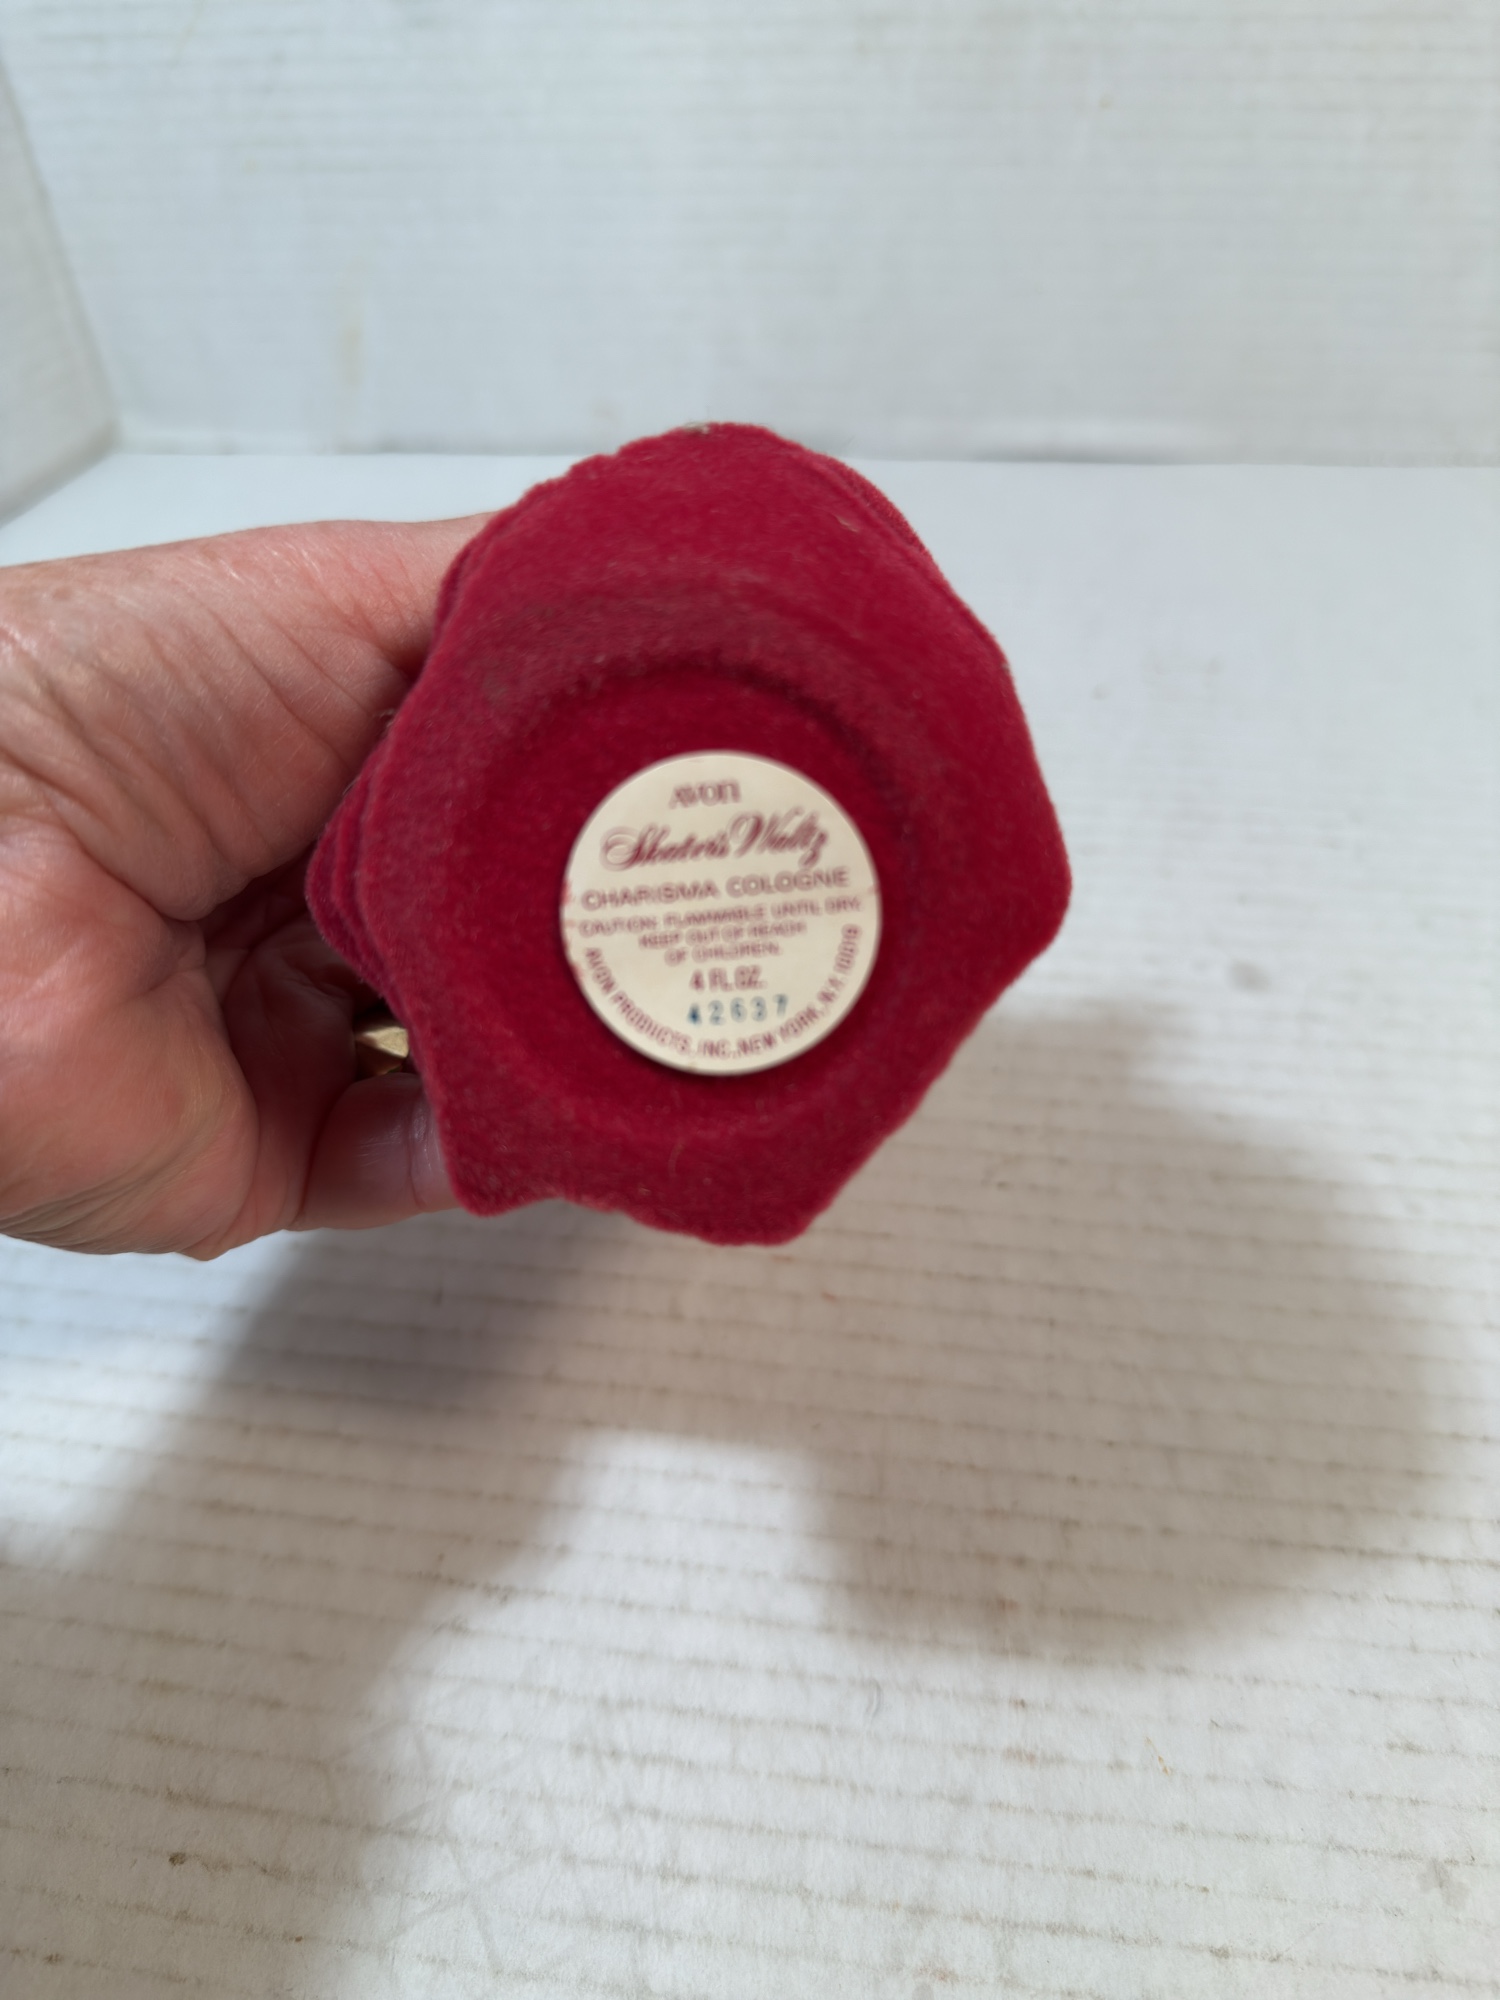 AVON
Skater's Waltz
CHARISMA COLOGNE
CAUTION: FLAMMABLE UNTIL DRY.
KEEP OUT OF REACH
OF CHILDREN.
4 FL. OZ.
42637
AVON PRODUCTS, INC., NEW YORK, N.Y. 10019